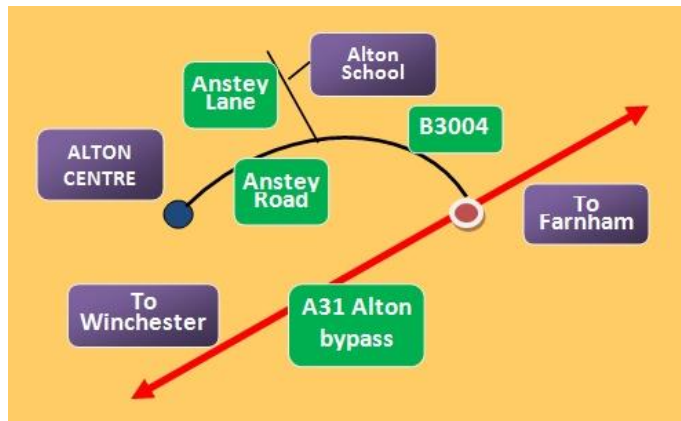 Alton
School
Anstey
Lane
B3004
ALTON
CENTRE
Anstey
Road
To
Farnham
To
Winchester
A31 Alton
bypass